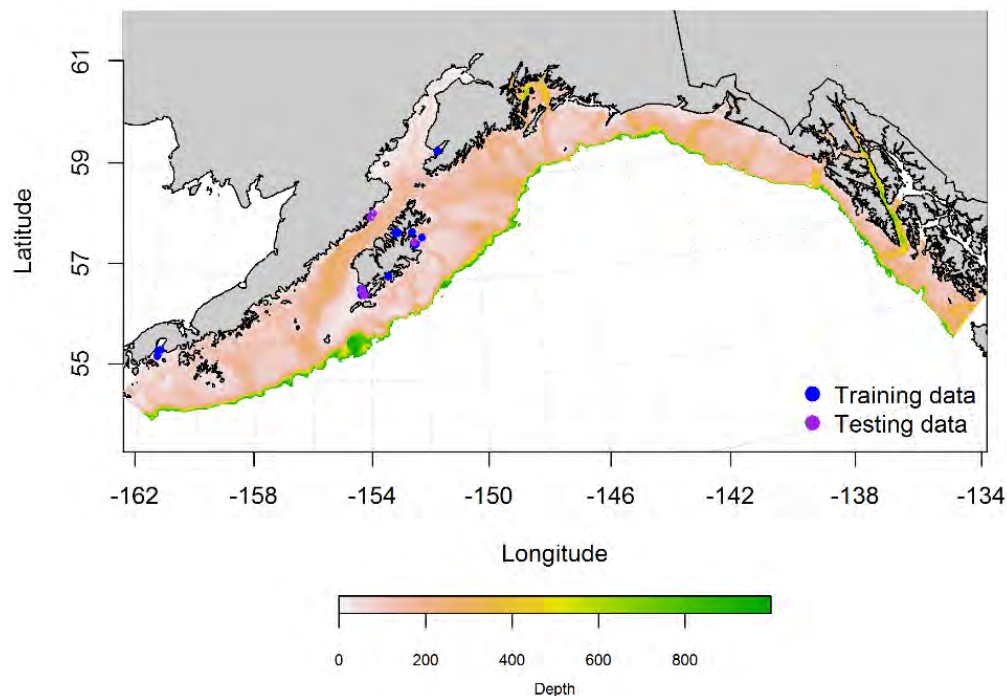 61
59
57
55
Latitude
Training data
Testing data
-162 -158 -154 -150 -146 -142 -138 -134
Longitude
0 200 400 600 800
Depth